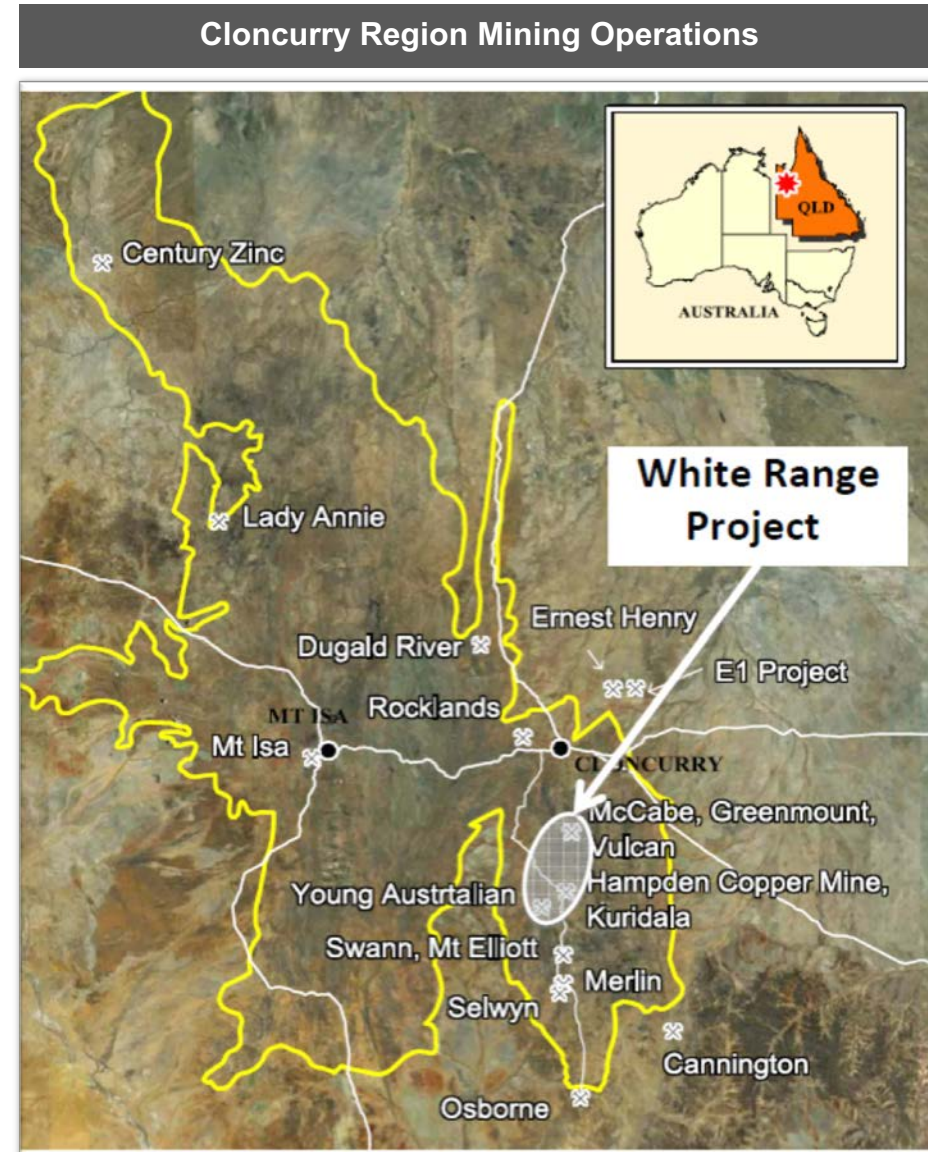 Cloncurry Region Mining Operations
QLD
AUSTRALIA
Century Zinc
White Range
Project
Lady Annie
Ernest Henry
Dugald River
E1 Project
Rocklands
MT ISA
Mt Isa
CLONCURRY
McCabe, Greenmount,
Vulcan
Young Austrtalian
Hampden Copper Mine,
Kuridala
Swann, Mt Elliott
Merlin
Selwyn
Cannington
Osborne